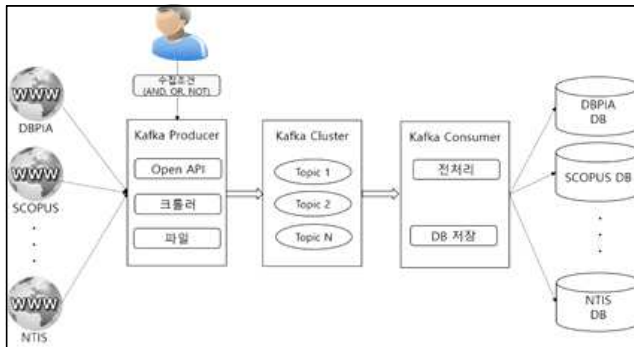 수집조건
(AND, OR, NOT)
WWW
DBPIA
WWW
SCOPUS
WWW
NTIS
Kafka Producer
Open API
크롤러
파일
Kafka Cluster
Topic 1
Topic 2
Topic N
Kafka Consumer
전처리
DB 저장
DBPIA
DB
SCOPUS DB
NTIS
DB